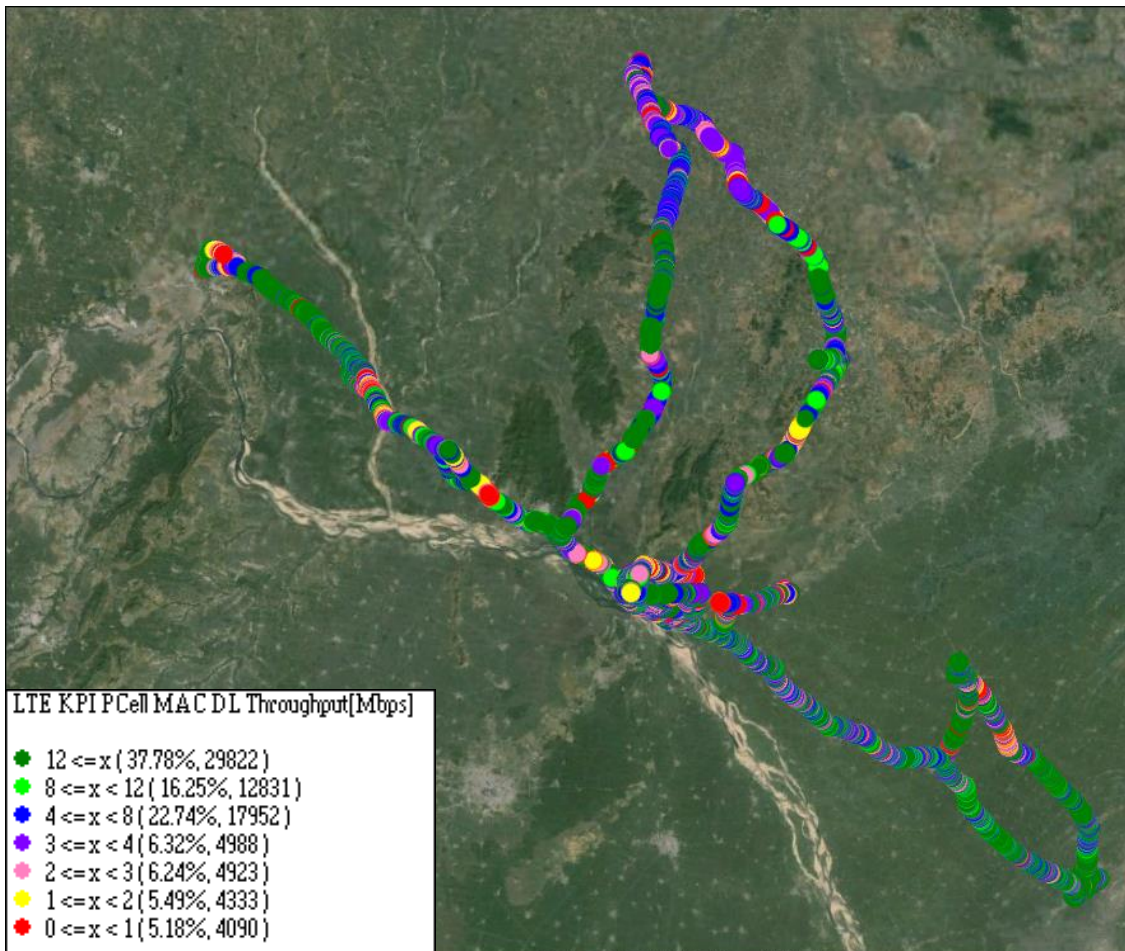 LTE KPI PCell MAC DL Throughput[Mbps]
12 <=x ( 37.78%, 29822 )
8 <=x < 12 ( 16.25%, 12831 )
4 <=x < 8 ( 22.74%, 17952 )
3 <=x < 4 ( 6.32%, 4988 )
2 <=x < 3 ( 6.24%, 4923 )
1 <=x < 2 ( 5.49%, 4333 )
0 <=x < 1 ( 5.18%, 4090 )